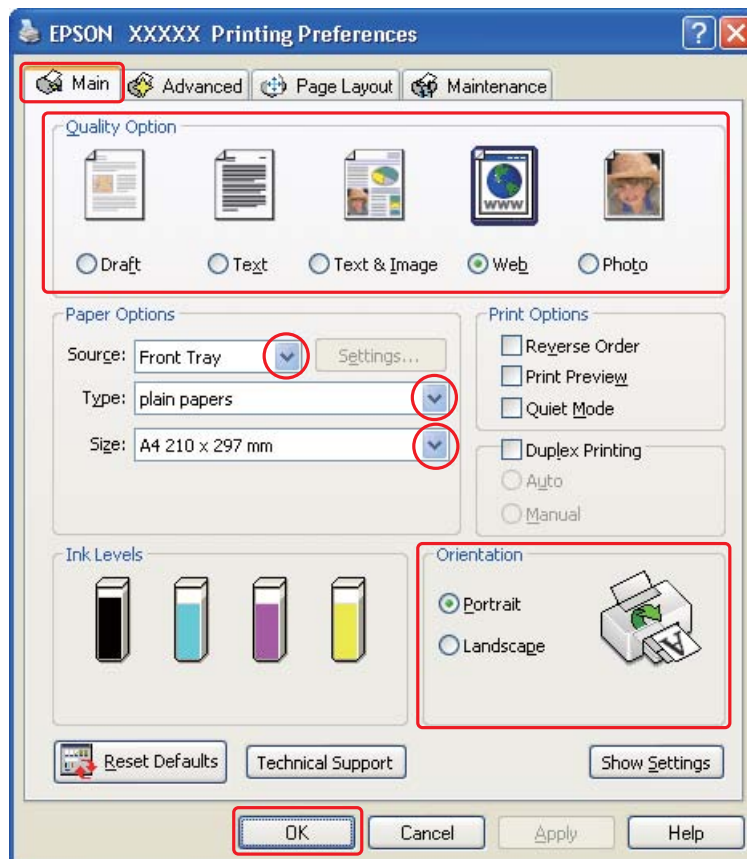 EPSON XXXXX Printing Preferences
Main Advanced Page Layout Maintenance
Quality Option
WWW
Draft Text Text & Image Web Photo
Paper Options
Source: Front Tray Settings...
Type: plain papers
Size: A4 210 x 297 mm
Print Options
Reverse Order
Print Preview
Quiet Mode
Duplex Printing
Auto
Manual
Ink Levels
Orientation
Portrait
Landscape
A
Reset Defaults Technical Support Show Settings
OK Cancel Apply Help